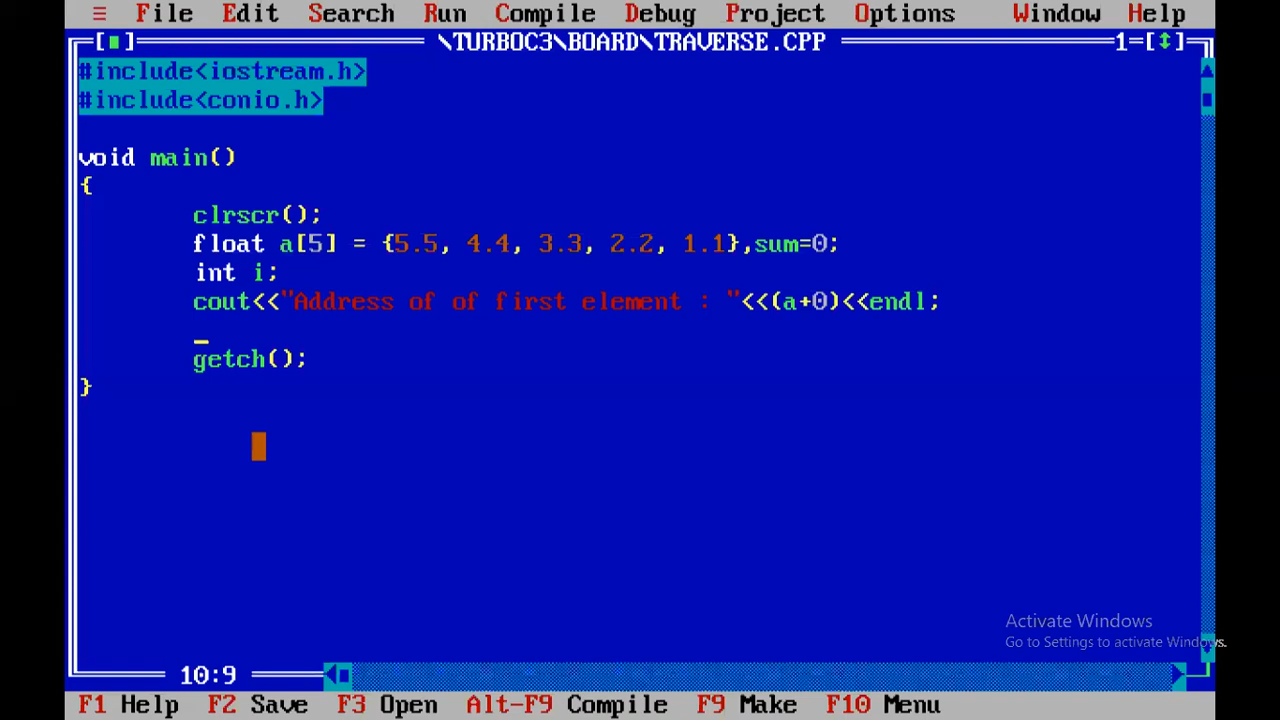 ≡ File Edit Search Run Compile Debug Project Options Window Help
[■] \TURBOC3\BOARD\TRAVERSE.CPP 1=[↕]
#include<iostream.h>
#include<conio.h>
void main()
{
clrscr();
float a[5] = {5.5, 4.4, 3.3, 2.2, 1.1},sum=0;
int i;
cout<<"Address of of first element : "<<(a+0)<<endl;
getch();
}
Activate Windows
Go to Settings to activate Windows.
10:9
F1 Help F2 Save F3 Open Alt-F9 Compile F9 Make F10 Menu